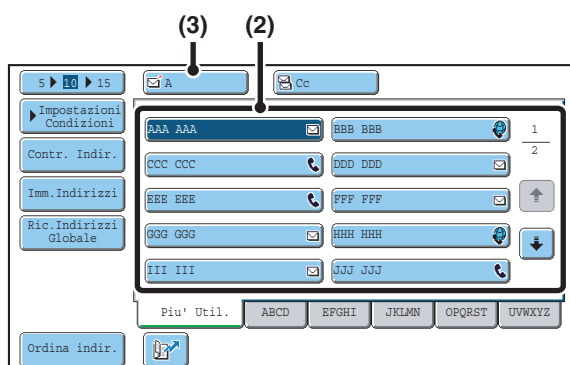 (3) (2)
5 10 15
A
Cc
Impostazioni
Condizioni
Contr. Indir.
Imm.Indirizzi
Ric.Indirizzi
Globale
AAA AAA
BBB BBB
CCC CCC
DDD DDD
EEE EEE
FFF FFF
GGG GGG
HHH HHH
III III
JJJ JJJ
1
2
Piu' Util.
ABCD
EFGHI
JKLMN
OPQRST
UVWXYZ
Ordina indir.